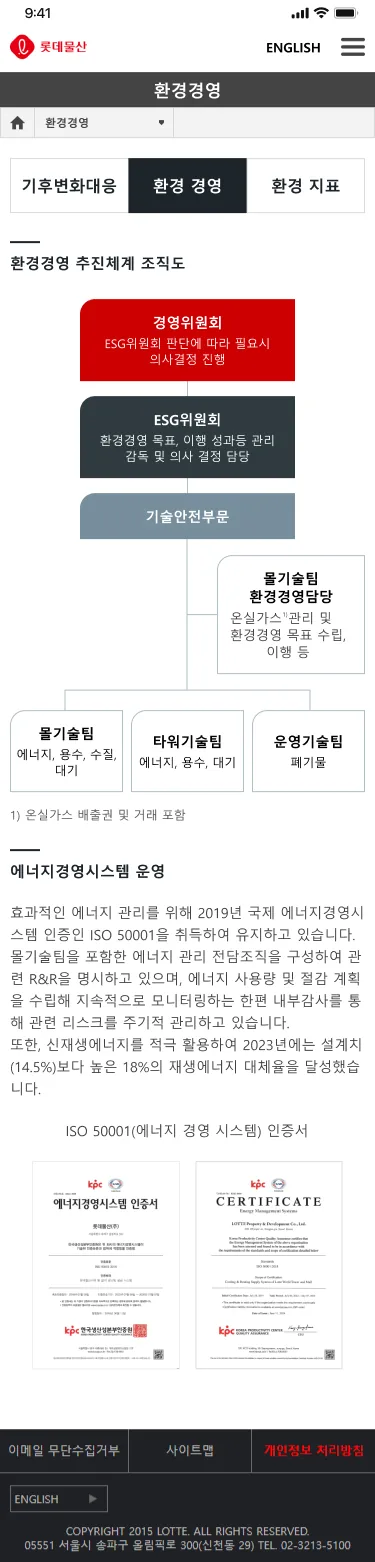 9:41
롯데물산
ENGLISH
환경경영
환경경영
기후변화대응
환경 경영
환경 지표
환경경영 추진체계 조직도
경영위원회
ESG위원회 판단에 따라 필요시
의사결정 진행
ESG위원회
환경경영 목표, 이행 성과등 관리
감독 및 의사 결정 담당
기술안전부문
몰기술팀
환경경영담당
온실가스¹⁾관리 및
환경경영 목표 수립,
이행 등
몰기술팀
에너지, 용수, 수질,
대기
타워기술팀
에너지, 용수, 대기
운영기술팀
폐기물
1) 온실가스 배출권 및 거래 포함
에너지경영시스템 운영
효과적인 에너지 관리를 위해 2019년 국제 에너지경영시
스템 인증인 ISO 50001을 취득하여 유지하고 있습니다.
몰기술팀을 포함한 에너지 관리 전담조직을 구성하여 관
련 R&R을 명시하고 있으며, 에너지 사용량 및 절감 계획
을 수립해 지속적으로 모니터링하는 한편 내부감사를 통
해 관련 리스크를 주기적 관리하고 있습니다.
또한, 신재생에너지를 적극 활용하여 2023년에는 설계치
(14.5%)보다 높은 18%의 재생에너지 대체율을 달성했습
니다.
ISO 50001(에너지 경영 시스템) 인증서
kpc
에너지경영시스템 인증서
롯데물산(주)
kpc 한국생산성본부인증원
kpc
CERTIFICATE
Energy Management Systems
LOTTE Property & Development Co., Ltd.
kpc KOREA PRODUCTIVITY CENTER
QUALITY ASSURANCE
이메일 무단수집거부
사이트맵
개인정보 처리방침
ENGLISH
COPYRIGHT 2015 LOTTE. ALL RIGHTS RESERVED.
05551 서울시 송파구 올림픽로 300(신천동 29) TEL. 02-3213-5100